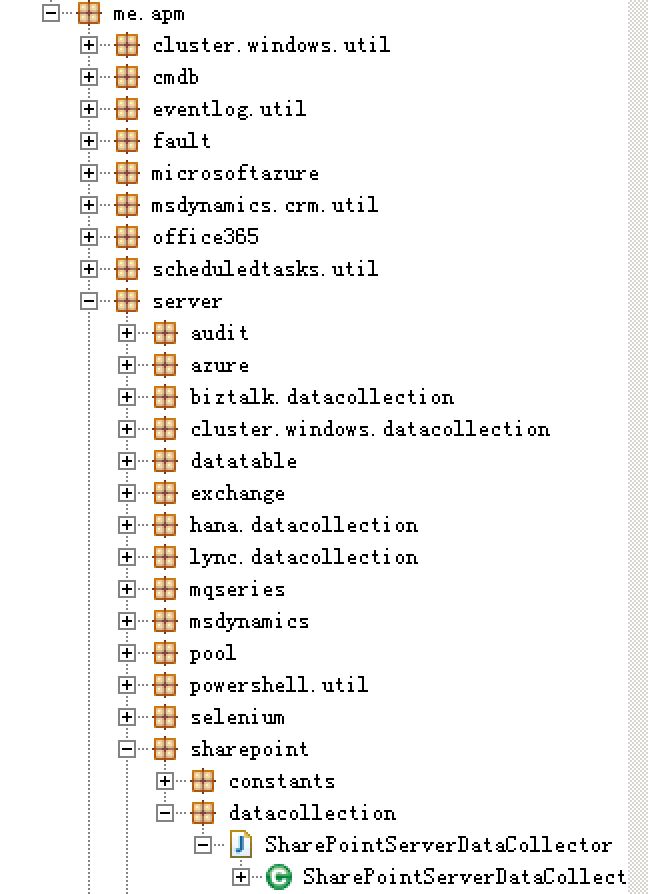 me.apm
cluster.windows.util
cmdb
eventlog.util
fault
microsoftazure
msdynamics.crm.util
office365
scheduledtasks.util
server
audit
azure
biztalk.datacollection
cluster.windows.datacollection
datatable
exchange
hana.datacollection
lync.datacollection
mqseries
msdynamics
pool
powershell.util
selenium
sharepoint
constants
datacollection
SharePointServerDataCollector
SharePointServerDataCollect